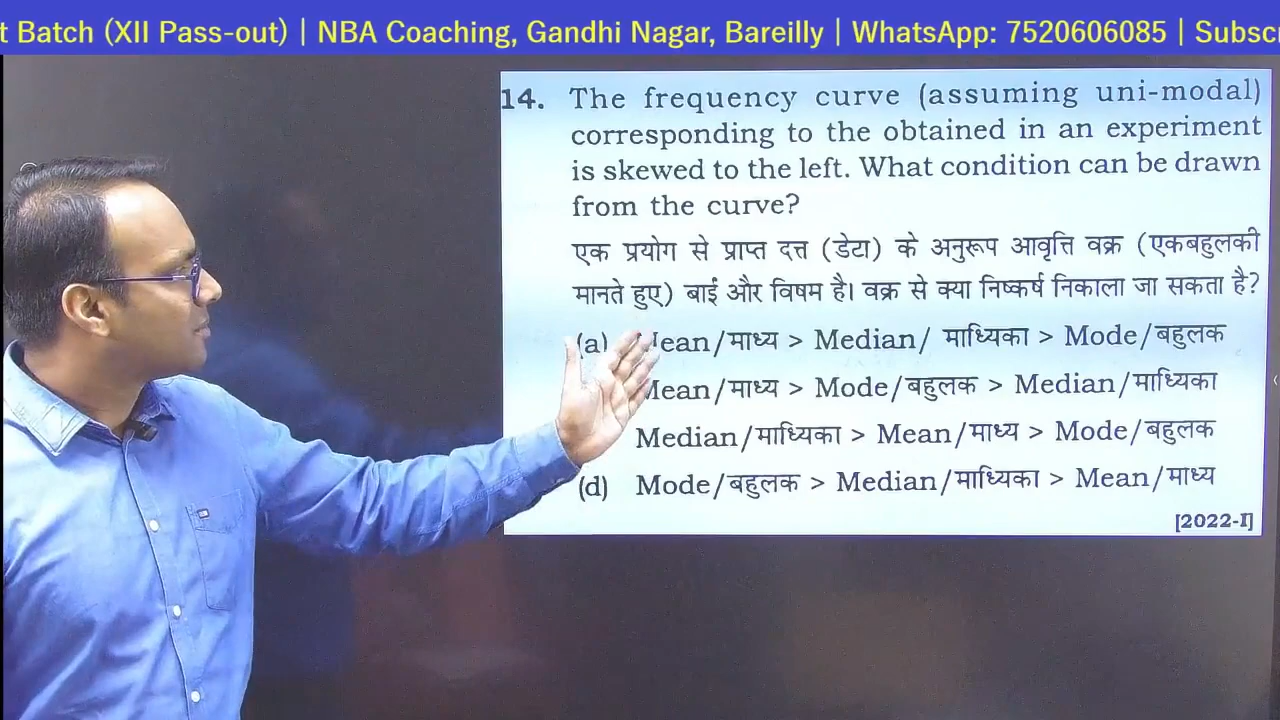 t Batch (XII Pass-out) | NBA Coaching, Gandhi Nagar, Bareilly | WhatsApp: 7520606085 | Subscr
14. The frequency curve (assuming uni-modal)
corresponding to the obtained in an experiment
is skewed to the left. What condition can be drawn
from the curve?
एक प्रयोग से प्राप्त दत्त (डेटा) के अनुरूप आवृत्ति वक्र (एकबहुलकी
मानते हुए) बाईं और विषम है। वक्र से क्या निष्कर्ष निकाला जा सकता है?
(a) Mean/माध्य > Median/ माध्यिका > Mode/बहुलक
Mean/माध्य > Mode/बहुलक > Median/माध्यिका
Median/माध्यिका > Mean/माध्य > Mode/बहुलक
(d) Mode/बहुलक > Median/माध्यिका > Mean/माध्य
[2022-I]